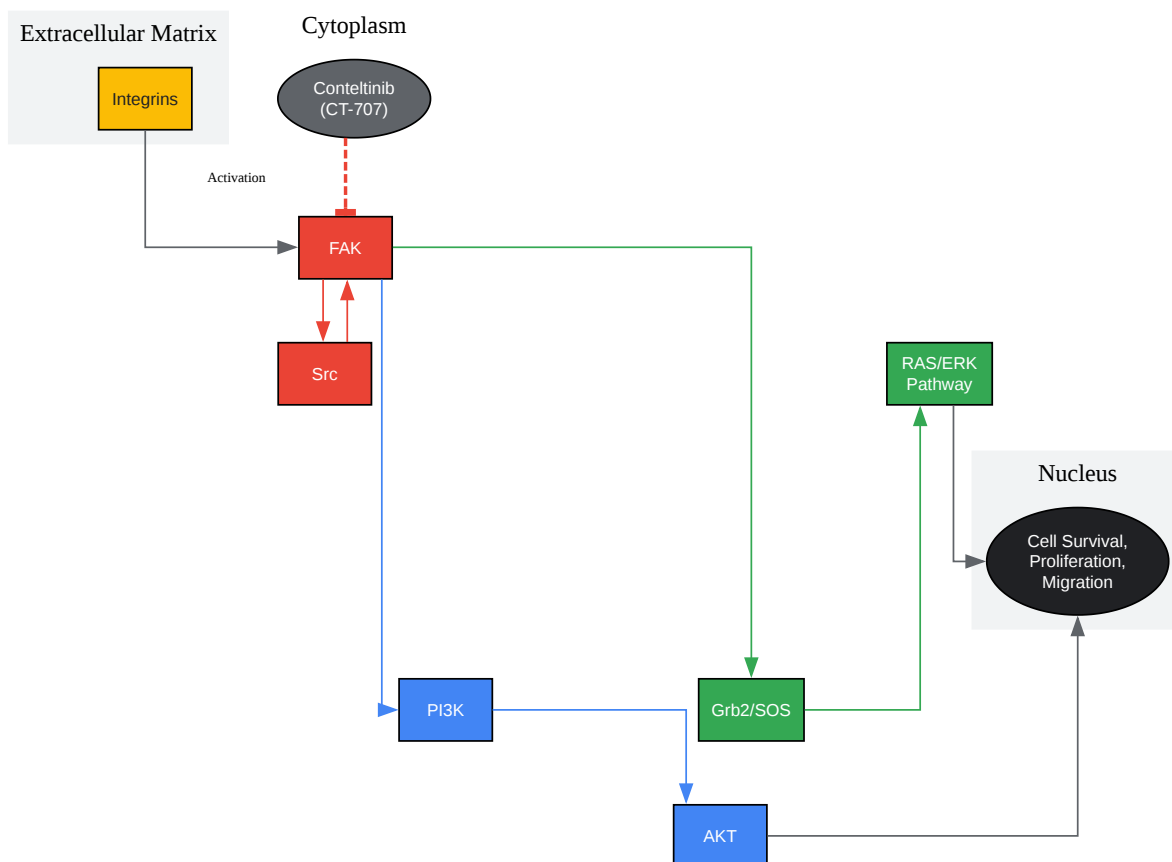 Extracellular Matrix
Cytoplasm
Integrins
Conteltinib
(CT-707)
Activation
FAK
Src
RAS/ERK
Pathway
Nucleus
Cell Survival,
Proliferation,
Migration
PI3K
Grb2/SOS
AKT